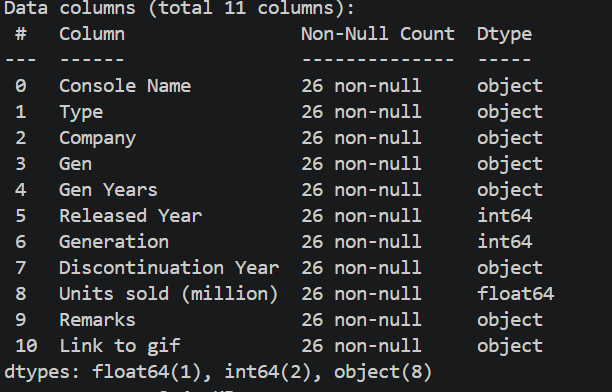 Data columns (total 11 columns):
 #   Column                Non-Null Count  Dtype
---  ------                --------------  -----
 0   Console Name          26 non-null     object
 1   Type                  26 non-null     object
 2   Company               26 non-null     object
 3   Gen                   26 non-null     object
 4   Gen Years             26 non-null     object
 5   Released Year         26 non-null     int64
 6   Generation            26 non-null     int64
 7   Discontinuation Year  26 non-null     object
 8   Units sold (million)  26 non-null     float64
 9   Remarks               26 non-null     object
 10  Link to gif           26 non-null     object
dtypes: float64(1), int64(2), object(8)